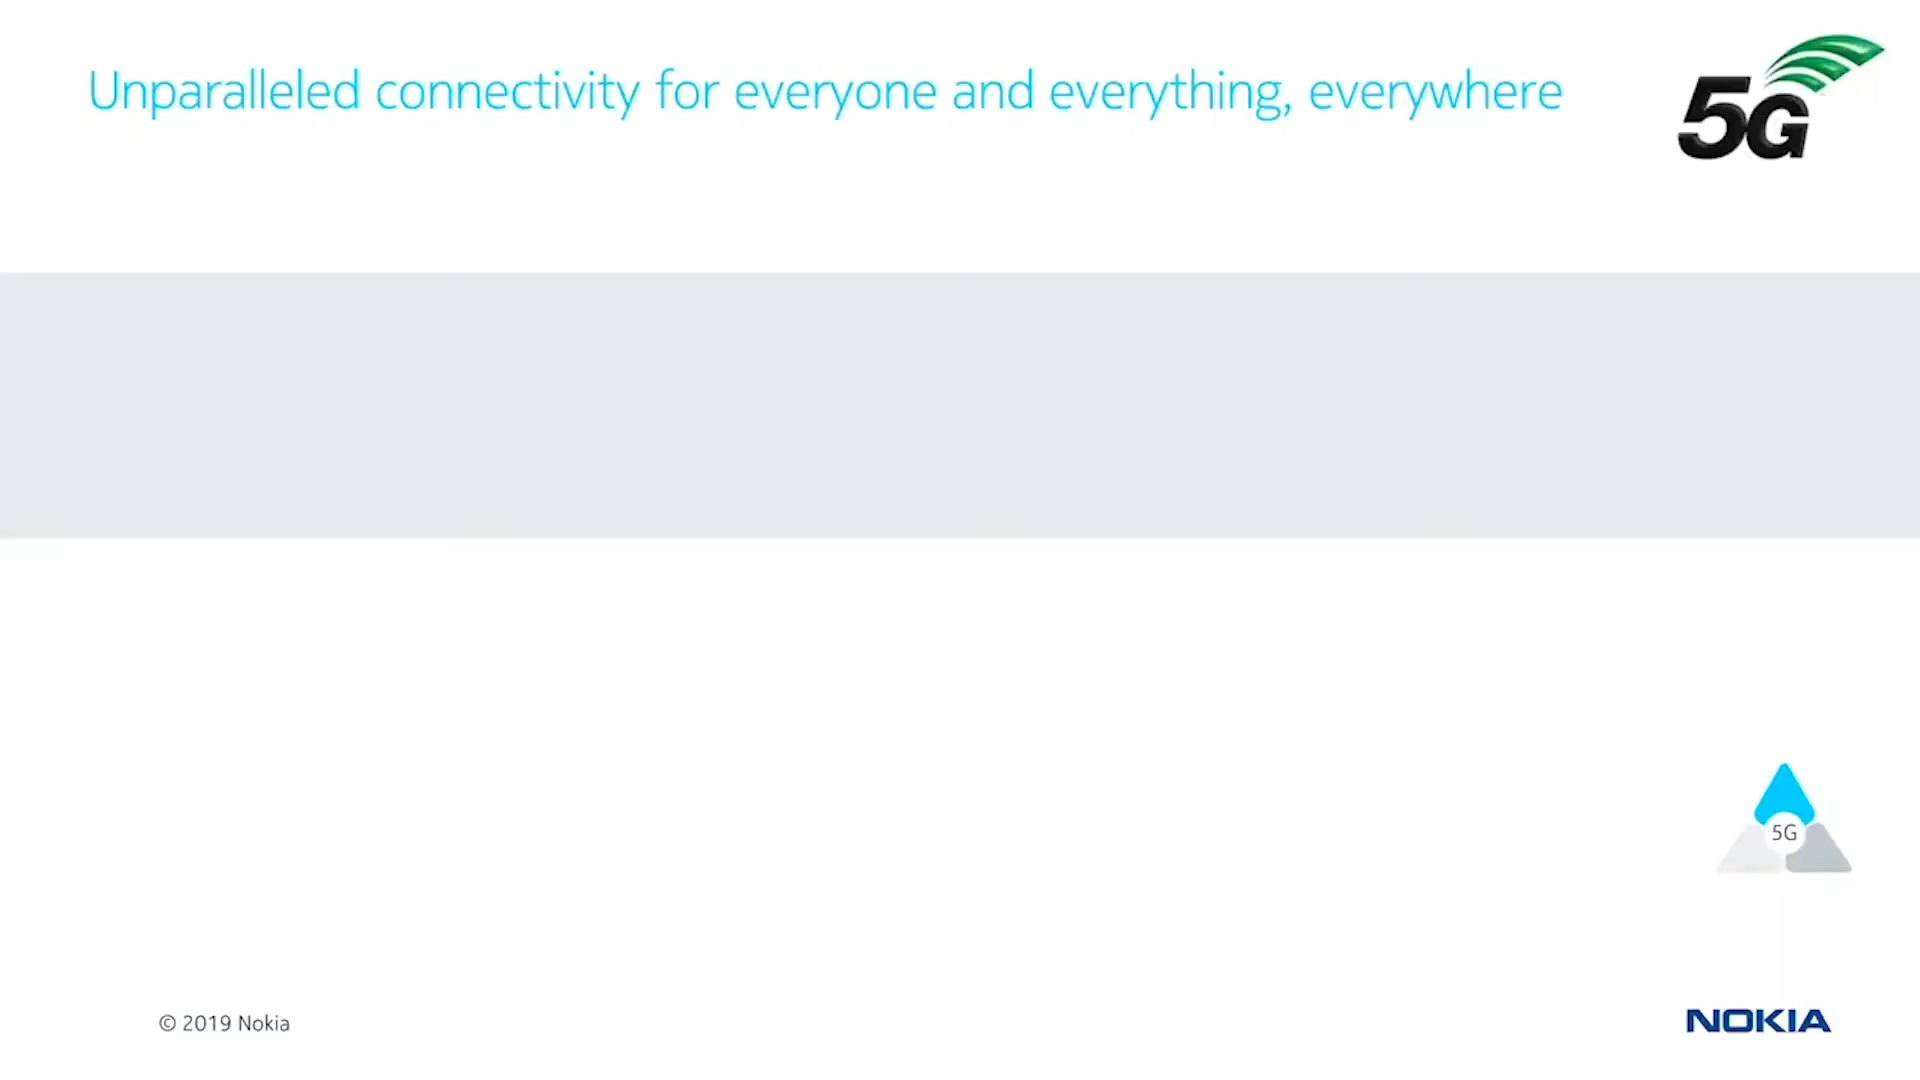 Unparalleled connectivity for everyone and everything, everywhere
5G
5G
© 2019 Nokia
NOKIA